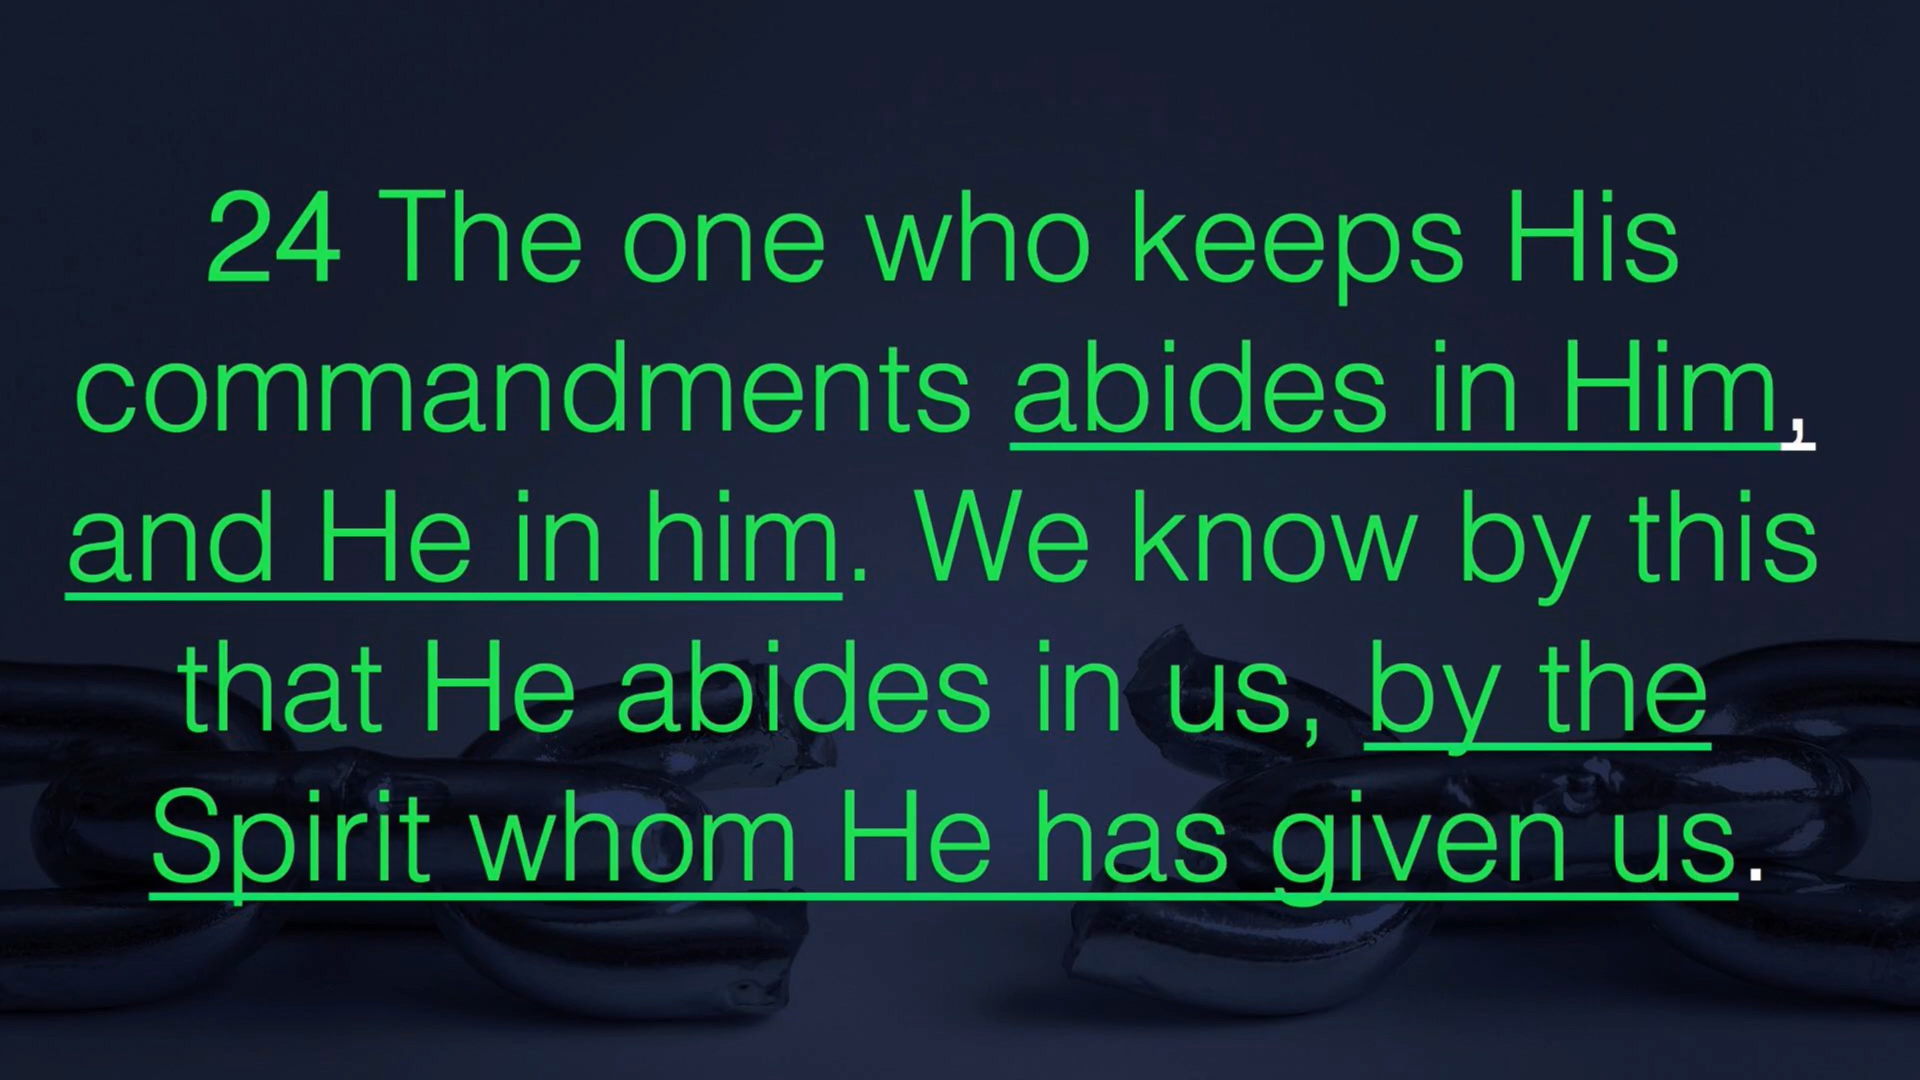 24 The one who keeps His
commandments abides in Him,
and He in him. We know by this
that He abides in us, by the
Spirit whom He has given us.